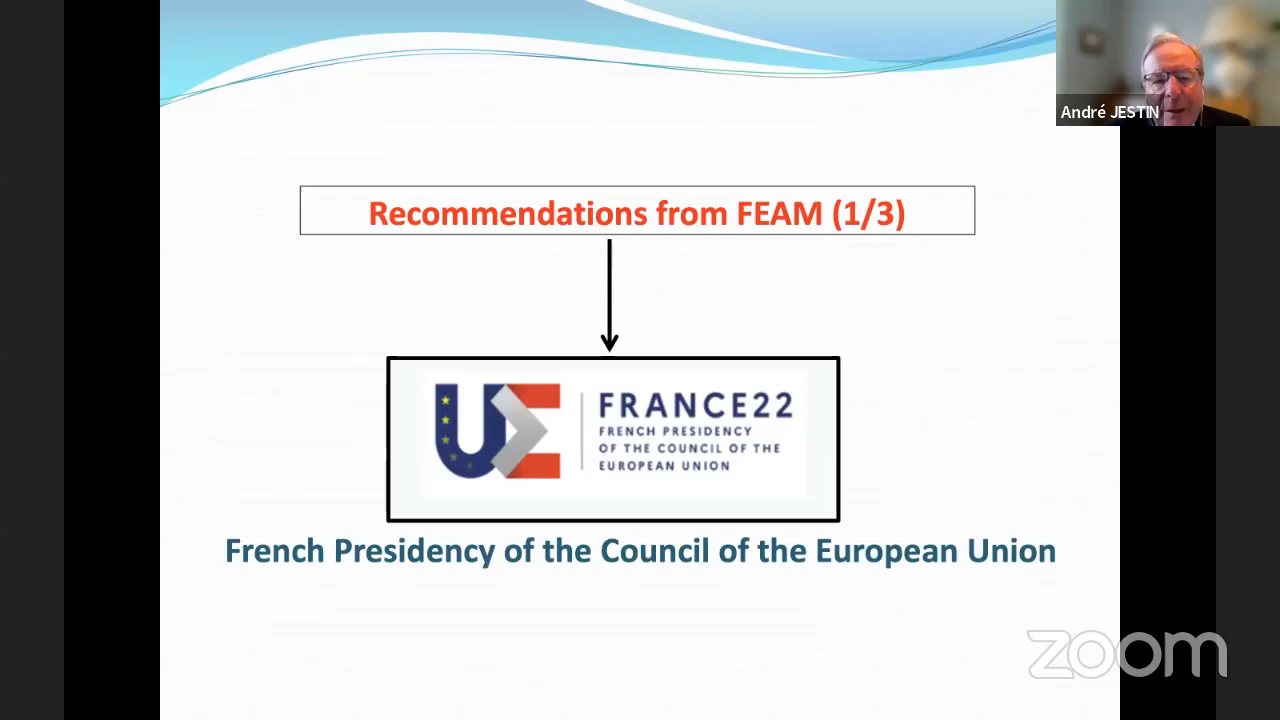 André JESTIN
Recommendations from FEAM (1/3)
UE
FRANCE22
FRENCH PRESIDENCY
OF THE COUNCIL OF THE
EUROPEAN UNION
French Presidency of the Council of the European Union
zoom